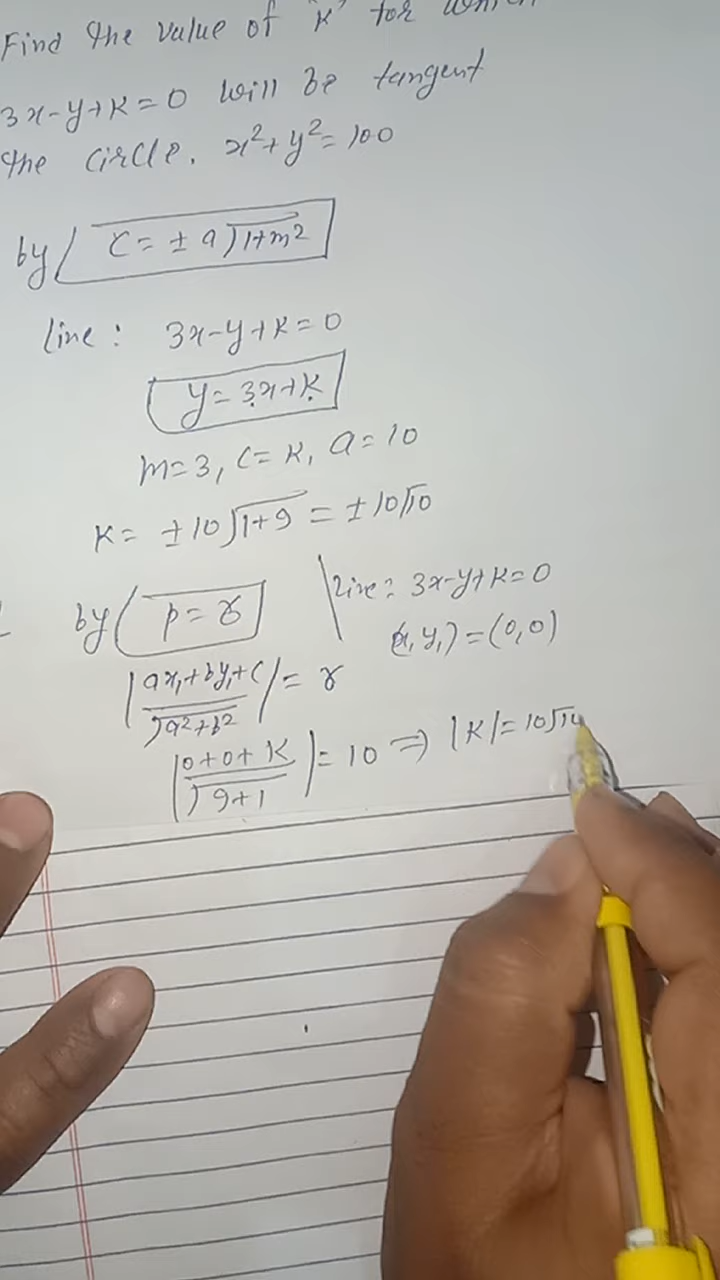 Find the value of "K" for which
3x-y+K=0 will be tangent
the circle. x²+y²=100
by C= ±a√1+m²
line: 3x-y+K=0
y=3x+K
m=3, C=K, a=10
K= ±10√1+9 = ±10√10
by p=r
line: 3x-y+K=0
(x₁,y₁)=(0,0)
|ax₁+by₁+c/√a²+b²|=r
|0+0+K/√9+1|=10 ⇒ |K|=10√10